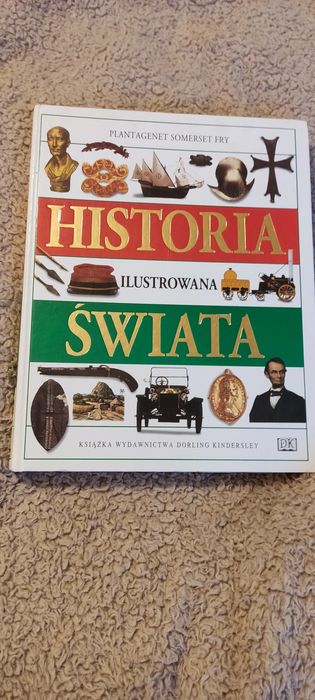 PLANTAGENET SOMERSET FRY
HISTORIA
ILUSTROWANA
ŚWIATA
KSIĄŻKA WYDAWNICTWA DORLING KINDERSLEY
DK